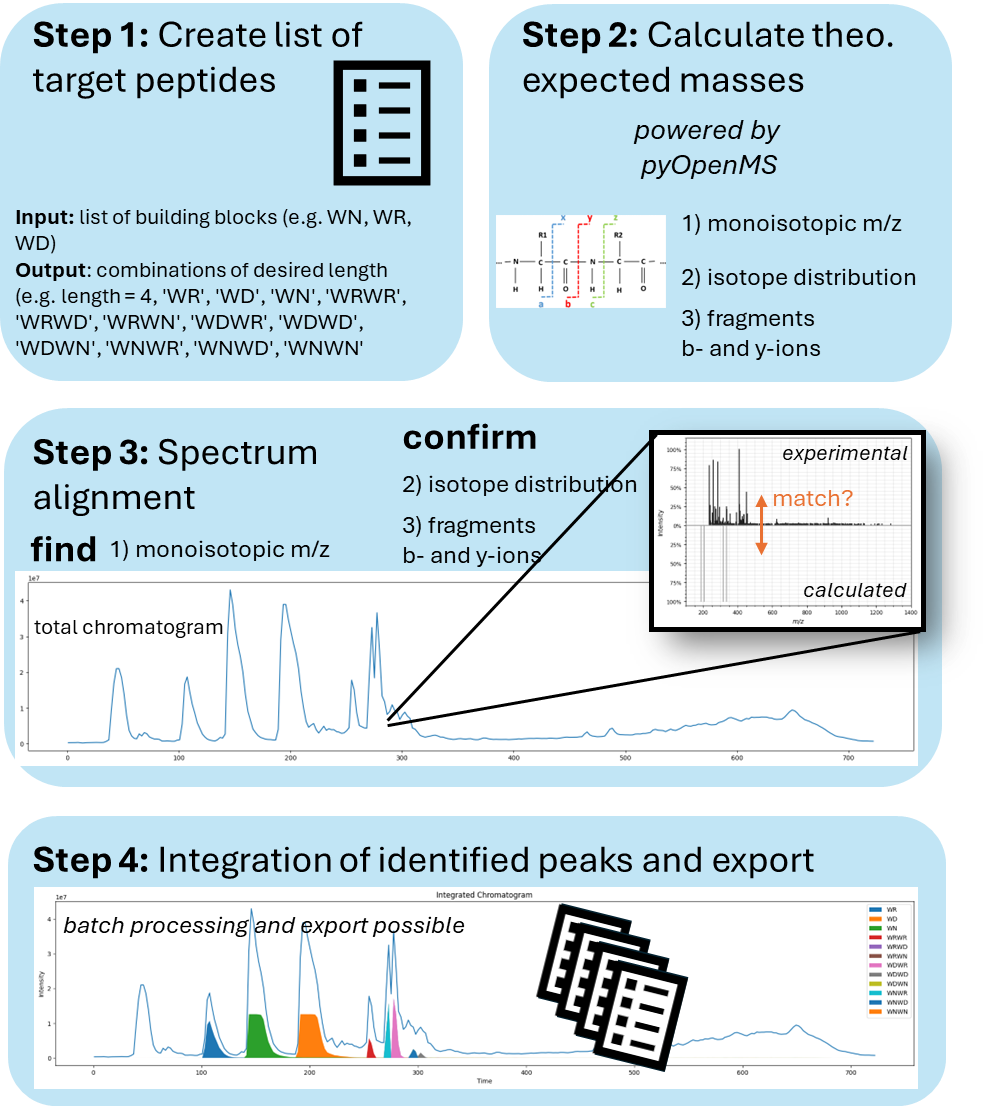 Step 1: Create list of
target peptides
Input: list of building blocks (e.g. WN, WR,
WD)
Output: combinations of desired length
(e.g. length = 4, 'WR', 'WD', 'WN', 'WRWR',
'WRWD', 'WRWN', 'WDWR', 'WDWD',
'WDWN', 'WNWR', 'WNWD', 'WNWN'
Step 2: Calculate theo.
expected masses
powered by
pyOpenMS
x y z
R1 R2
N C C N C C
H H O H H O
a b c
1) monoisotopic m/z
2) isotope distribution
3) fragments
b- and y-ions
Step 3: Spectrum
alignment
find 1) monoisotopic m/z
confirm
2) isotope distribution
3) fragments
b- and y-ions
experimental
match?
calculated
100%
75%
50%
25%
0%
25%
50%
75%
100%
Intensity
200 400 600 800 1000 1200 1400
m/z
1e7
total chromatogram
4
3
2
1
0
0 100 200 300 400 500 600 700
Step 4: Integration of identified peaks and export
Integrated Chromatogram
1e7
batch processing and export possible
4
3
2
1
0
Intensity
0 100 200 300 400 500 600 700
Time
WR
WD
WN
WRWR
WRWD
WRWN
WDWR
WDWD
WDWN
WNWR
WNWD
WNWN